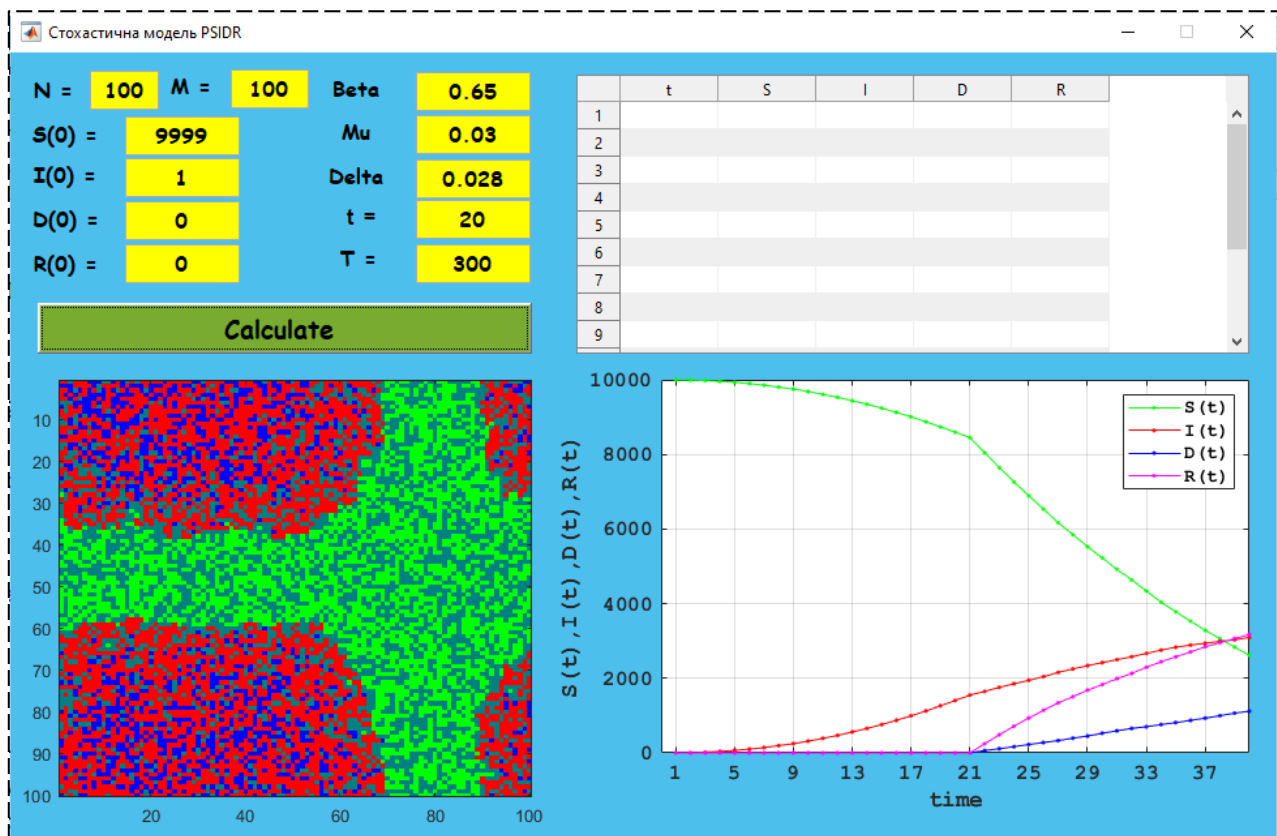 Стохастична модель PSIDR
N = 100 M = 100 Beta 0.65
S(0) = 9999 Mu 0.03
I(0) = 1 Delta 0.028
D(0) = 0 t = 20
R(0) = 0 T = 300
Calculate
t S I D R
1
2
3
4
5
6
7
8
9
10
20
30
40
50
60
70
80
90
100
20 40 60 80 100
S(t),I(t),D(t),R(t)
10000
8000
6000
4000
2000
0
S(t)
I(t)
D(t)
R(t)
1 5 9 13 17 21 25 29 33 37
time